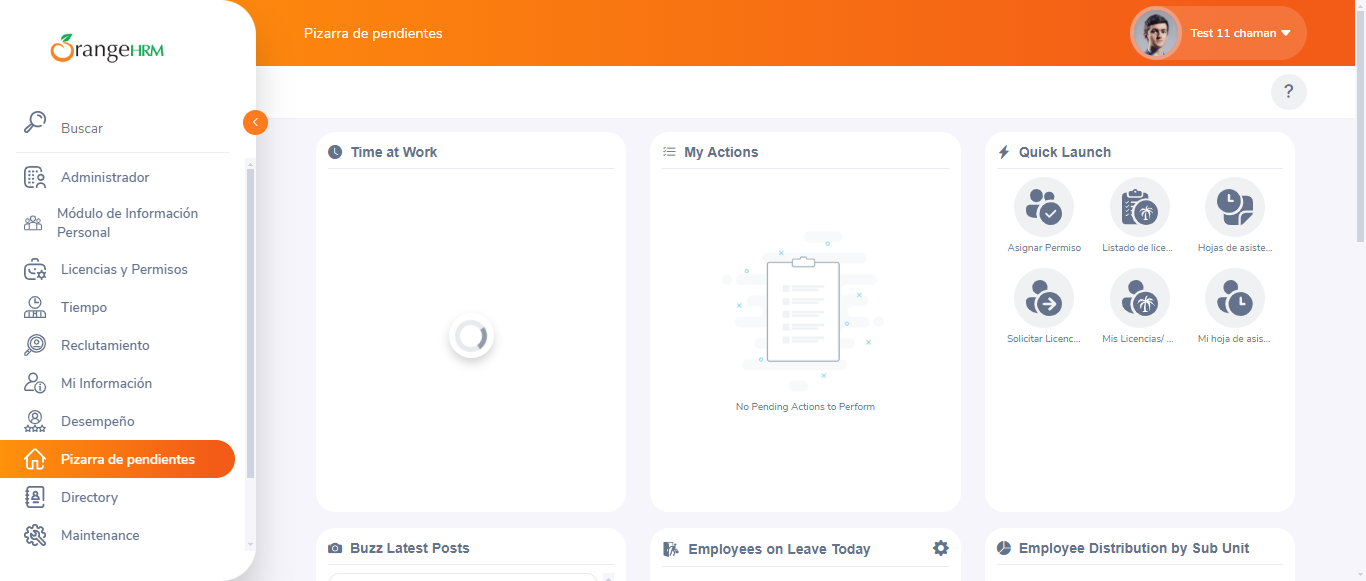 OrangeHRM
Pizarra de pendientes
Test 11 chaman
?
Buscar
Administrador
Módulo de Información
Personal
Licencias y Permisos
Tiempo
Reclutamiento
Mi Información
Desempeño
Pizarra de pendientes
Directory
Maintenance
Time at Work
My Actions
No Pending Actions to Perform
Quick Launch
Asignar Permiso
Listado de lice...
Hojas de asiste...
Solicitar Licenc...
Mis Licencias/ ...
Mi hoja de asis...
Buzz Latest Posts
Employees on Leave Today
Employee Distribution by Sub Unit